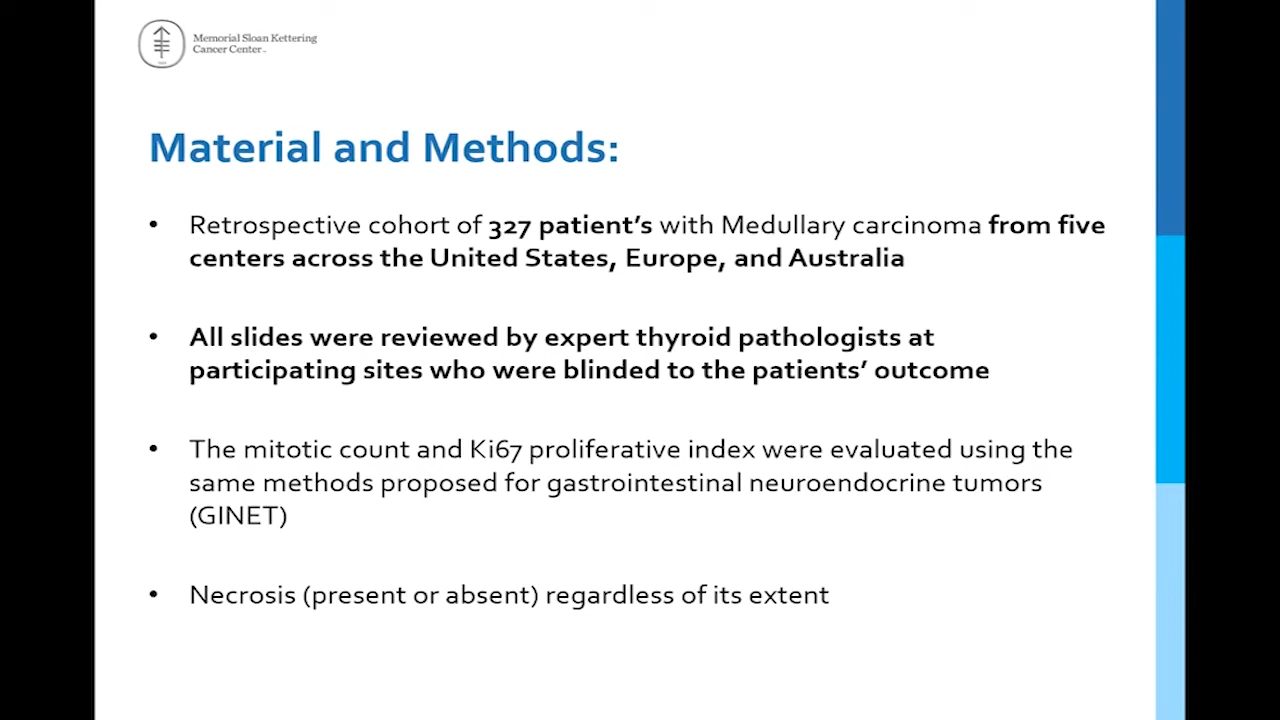 Memorial Sloan Kettering
Cancer Center
Material and Methods:
• Retrospective cohort of 327 patient's with Medullary carcinoma from five
centers across the United States, Europe, and Australia
• All slides were reviewed by expert thyroid pathologists at
participating sites who were blinded to the patients' outcome
• The mitotic count and Ki67 proliferative index were evaluated using the
same methods proposed for gastrointestinal neuroendocrine tumors
(GINET)
• Necrosis (present or absent) regardless of its extent